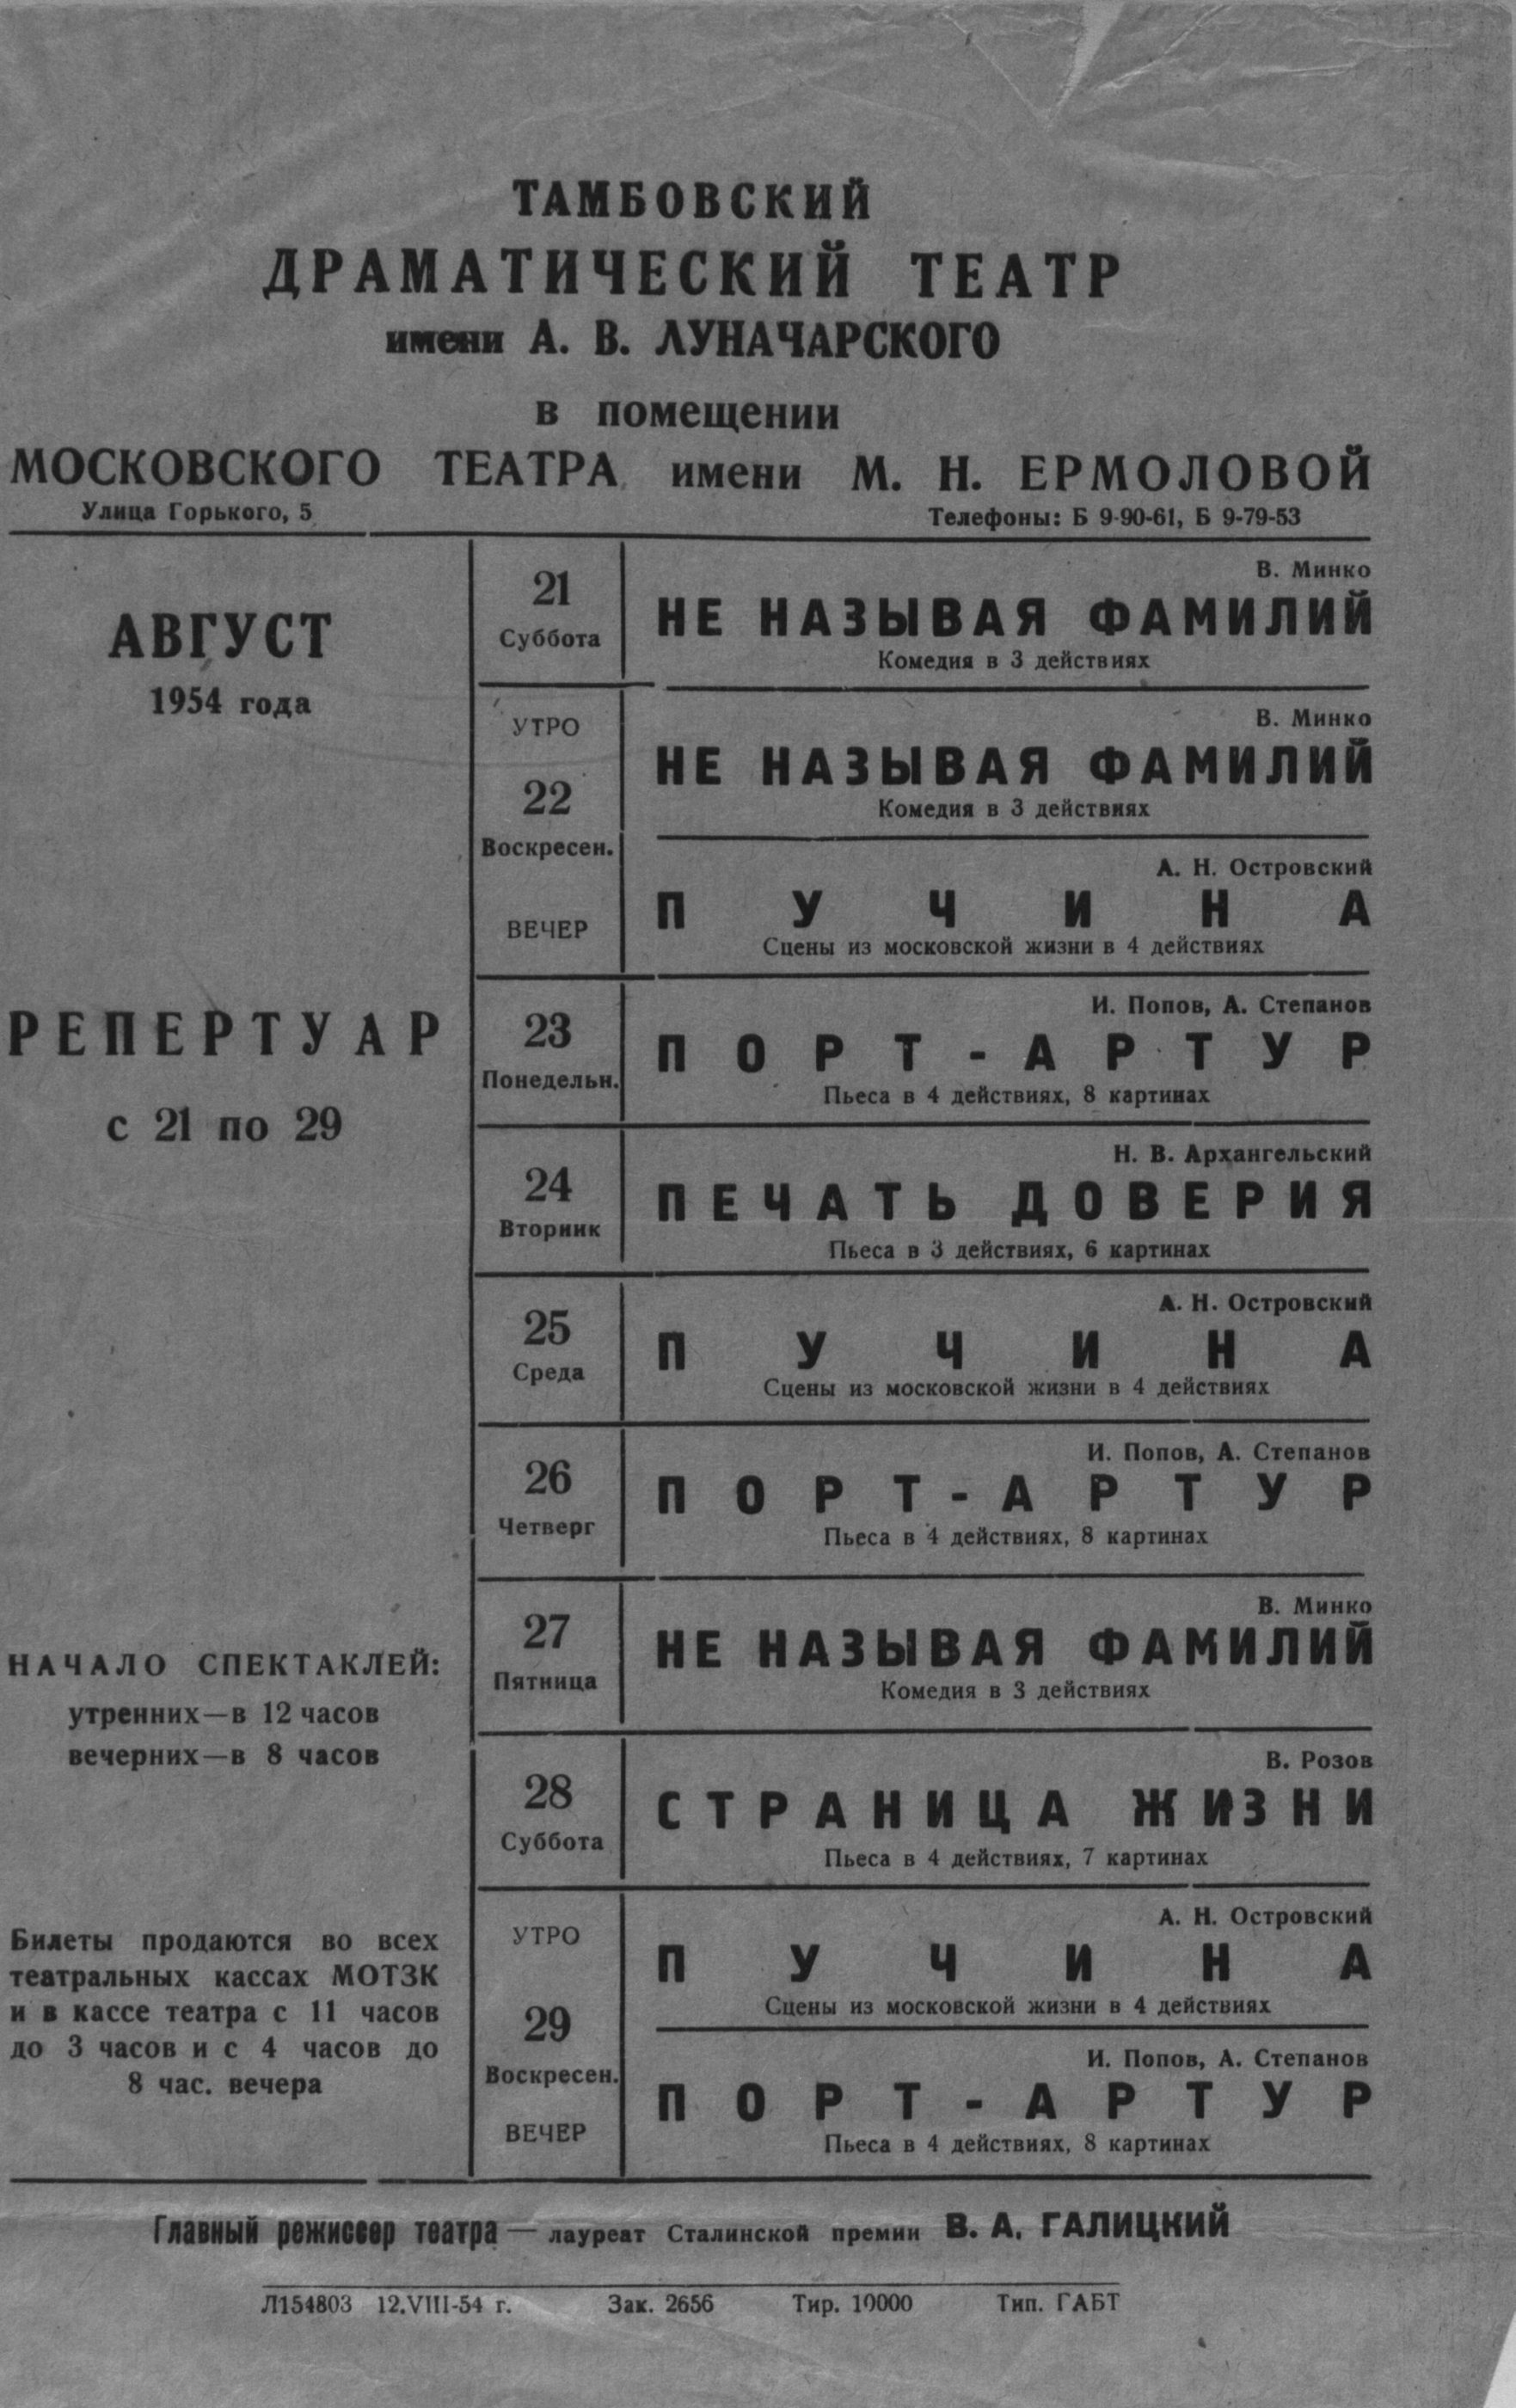 ТАМБОВСКИЙ
ДРАМАТИЧЕСКИЙ ТЕАТР
имени А. В. ЛУНАЧАРСКОГО
в помещении
МОСКОВСКОГО ТЕАТРА имени М. Н. ЕРМОЛОВОЙ
Улица Горького, 5
Телефоны: Б 9-90-61, Б 9-79-53
АВГУСТ
1954 года
РЕПЕРТУАР
с 21 по 29
НАЧАЛО СПЕКТАКЛЕЙ:
утренних—в 12 часов
вечерних—в 8 часов
Билеты продаются во всех
театральных кассах МОТЗК
и в кассе театра с 11 часов
до 3 часов и с 4 часов до
8 час. вечера
21
Суббота
В. Минко
НЕ НАЗЫВАЯ ФАМИЛИЙ
Комедия в 3 действиях
УТРО
22
Воскресен.
ВЕЧЕР
В. Минко
НЕ НАЗЫВАЯ ФАМИЛИЙ
Комедия в 3 действиях
А. Н. Островский
ПУЧИНА
Сцены из московской жизни в 4 действиях
23
Понедельн.
И. Попов, А. Степанов
ПОРТ-АРТУР
Пьеса в 4 действиях, 8 картинах
24
Вторник
Н. В. Архангельский
ПЕЧАТЬ ДОВЕРИЯ
Пьеса в 3 действиях, 6 картинах
25
Среда
А. Н. Островский
ПУЧИНА
Сцены из московской жизни в 4 действиях
26
Четверг
И. Попов, А. Степанов
ПОРТ-АРТУР
Пьеса в 4 действиях, 8 картинах
27
Пятница
В. Минко
НЕ НАЗЫВАЯ ФАМИЛИЙ
Комедия в 3 действиях
28
Суббота
В. Розов
СТРАНИЦА ЖИЗНИ
Пьеса в 4 действиях, 7 картинах
УТРО
29
Воскресен.
ВЕЧЕР
А. Н. Островский
ПУЧИНА
Сцены из московской жизни в 4 действиях
И. Попов, А. Степанов
ПОРТ-АРТУР
Пьеса в 4 действиях, 8 картинах
Главный режиссер театра — лауреат Сталинской премии В. А. ГАЛИЦКИЙ
Л154803 12.VIII-54 г. Зак. 2656 Тир. 10000 Тип. ГАБТ